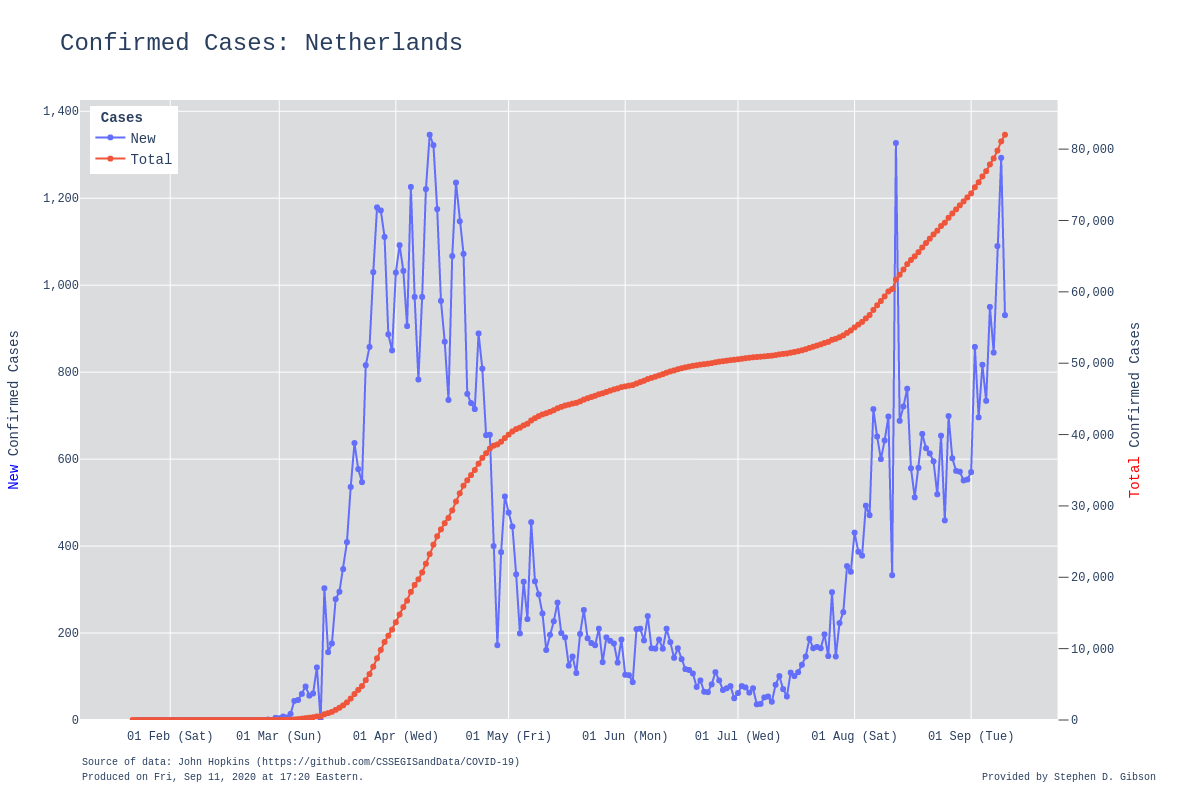 Confirmed Cases: Netherlands
Cases
New
Total
1,400
1,200
1,000
800
600
400
200
0
80,000
70,000
60,000
50,000
40,000
30,000
20,000
10,000
0
New Confirmed Cases
Total Confirmed Cases
01 Feb (Sat) 01 Mar (Sun) 01 Apr (Wed) 01 May (Fri) 01 Jun (Mon) 01 Jul (Wed) 01 Aug (Sat) 01 Sep (Tue)
Source of data: John Hopkins (https://github.com/CSSEGISandData/COVID-19)
Produced on Fri, Sep 11, 2020 at 17:20 Eastern.
Provided by Stephen D. Gibson